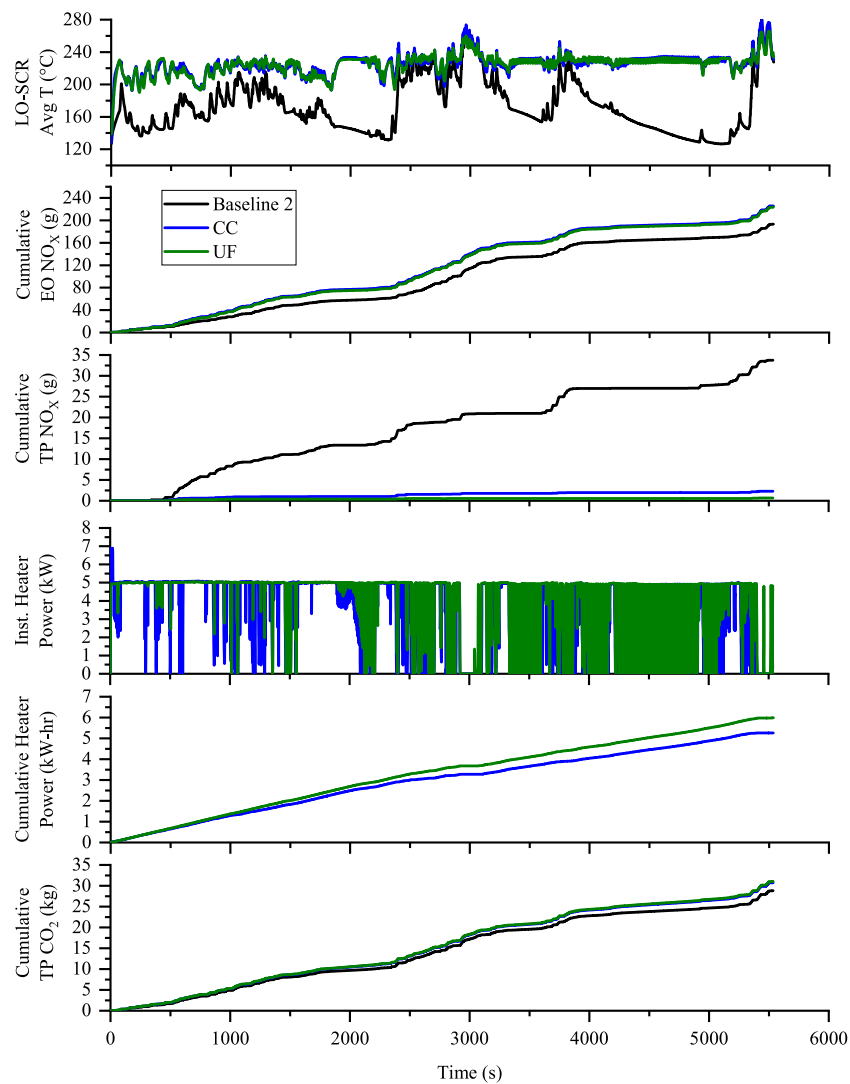 LO-SCR
Avg T (°C)
280
240
200
160
120
Cumulative
EO NOX (g)
240
200
160
120
80
40
0
Baseline 2
CC
UF
Cumulative
TP NOX (g)
35
30
25
20
15
10
5
0
Inst. Heater
Power (kW)
8
7
6
5
4
3
2
1
0
Cumulative Heater
Power (kW-hr)
7
6
5
4
3
2
1
0
Cumulative
TP CO2 (kg)
35
30
25
20
15
10
5
0
0 1000 2000 3000 4000 5000 6000
Time (s)